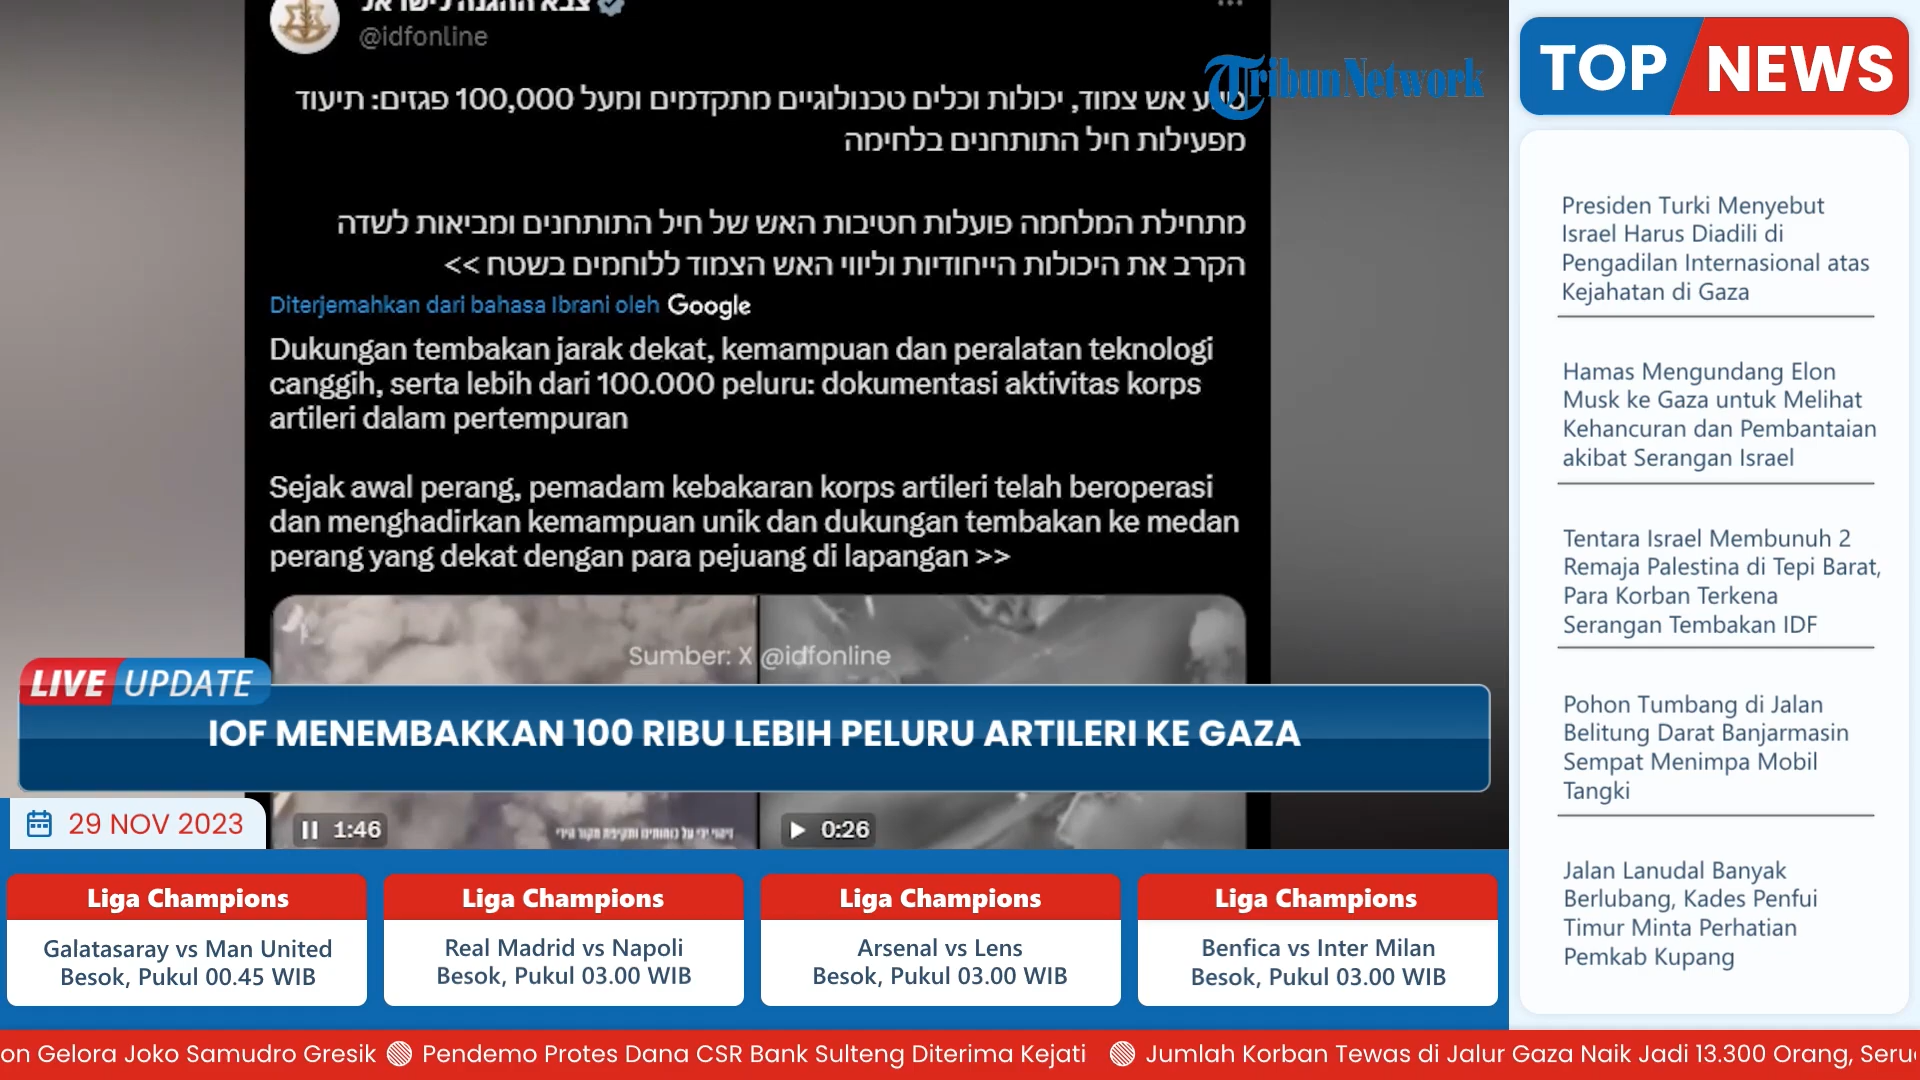 צבא ההגנה לישראל
@idfonline
אש צמוד, יכולות וכלים טכנולוגיים מתקדמים ומעל 100,000 פגזים: תיעוד
מפעילות חיל התותחנים בלחימה
מתחילת המלחמה פועלות חטיבות האש של חיל התותחנים ומביאות לשדה
הקרב את היכולות הייחודיות וליווי האש הצמוד ללוחמים בשטח >>
Diterjemahkan dari bahasa Ibrani oleh Google
Dukungan tembakan jarak dekat, kemampuan dan peralatan teknologi
canggih, serta lebih dari 100.000 peluru: dokumentasi aktivitas korps
artileri dalam pertempuran
Sejak awal perang, pemadam kebakaran korps artileri telah beroperasi
dan menghadirkan kemampuan unik dan dukungan tembakan ke medan
perang yang dekat dengan para pejuang di lapangan >>
Sumber: X @idfonline
TribunNetwork
LIVE UPDATE
IOF MENEMBAKKAN 100 RIBU LEBIH PELURU ARTILERI KE GAZA
29 NOV 2023
1:46
0:26
Liga Champions
Galatasaray vs Man United
Besok, Pukul 00.45 WIB
Liga Champions
Real Madrid vs Napoli
Besok, Pukul 03.00 WIB
Liga Champions
Arsenal vs Lens
Besok, Pukul 03.00 WIB
Liga Champions
Benfica vs Inter Milan
Besok, Pukul 03.00 WIB
TOP NEWS
Presiden Turki Menyebut
Israel Harus Diadili di
Pengadilan Internasional atas
Kejahatan di Gaza
Hamas Mengundang Elon
Musk ke Gaza untuk Melihat
Kehancuran dan Pembantaian
akibat Serangan Israel
Tentara Israel Membunuh 2
Remaja Palestina di Tepi Barat,
Para Korban Terkena
Serangan Tembakan IDF
Pohon Tumbang di Jalan
Belitung Darat Banjarmasin
Sempat Menimpa Mobil
Tangki
Jalan Lanudal Banyak
Berlubang, Kades Penfui
Timur Minta Perhatian
Pemkab Kupang
on Gelora Joko Samudro Gresik Pendemo Protes Dana CSR Bank Sulteng Diterima Kejati Jumlah Korban Tewas di Jalur Gaza Naik Jadi 13.300 Orang, Seru